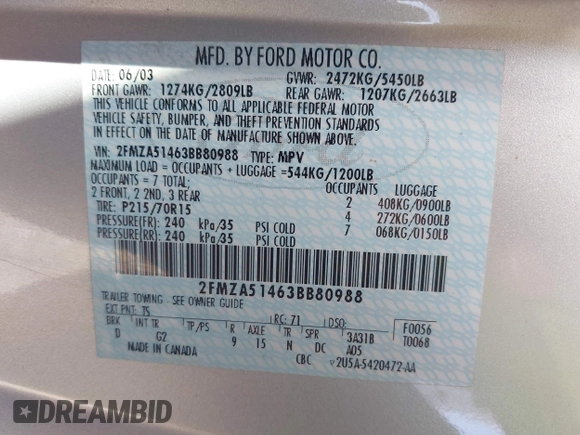 MFD. BY FORD MOTOR CO.
DATE: 06/03 GVWR: 2472KG/5450LB
FRONT GAWR: 1274KG/2809LB REAR GAWR: 1207KG/2663LB
THIS VEHICLE CONFORMS TO ALL APPLICABLE FEDERAL MOTOR
VEHICLE SAFETY, BUMPER, AND THEFT PREVENTION STANDARDS
IN EFFECT ON THE DATE OF MANUFACTURE SHOWN ABOVE.
VIN: 2FMZA51463BB80988 TYPE: MPV
MAXIMUM LOAD = OCCUPANTS + LUGGAGE =544KG/1200LB
OCCUPANTS = 7 TOTAL; OCCUPANTS LUGGAGE
2 FRONT, 2 2ND, 3 REAR 2 408KG/0900LB
TIRE: P215/70R15 4 272KG/0600LB
PRESSURE(FR) 240 kPa/35 PSI COLD 7 068KG/0150LB
PRESSURE(RR) 240 kPa/35 PSI COLD
2FMZA51463BB80988
TRAILER TOWING - SEE OWNER GUIDE
EXT PNT: TS RC: 71 DSO: F0056
BRK INT TR TP/PS R AXLE TR SPR 3A31B T0068
D G2 9 15 N DC A05
MADE IN CANADA CBC 2U5A-5420472-AA
DREAMBID.COM